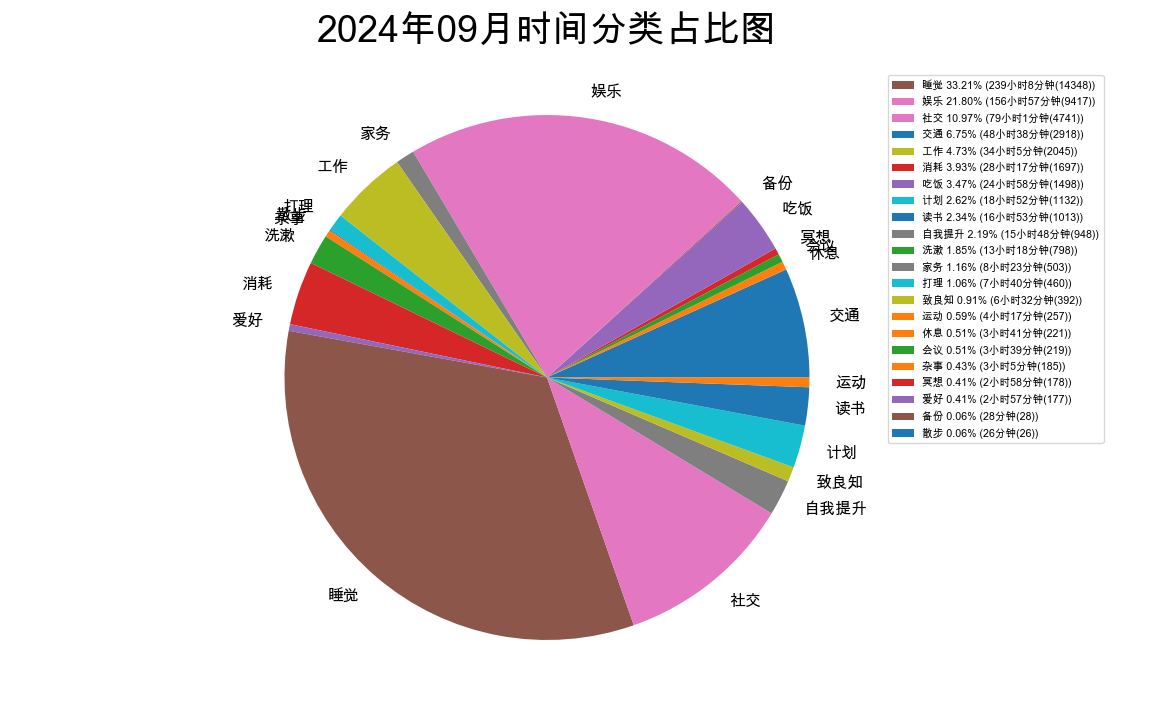 2024年09月时间分类占比图
娱乐
家务
工作
打理
散步
杂事
洗漱
消耗
爱好
睡觉
备份
吃饭
冥想
会议
休息
交通
运动
读书
计划
致良知
自我提升
社交
睡觉 33.21% (239小时8分钟(14348))
娱乐 21.80% (156小时57分钟(9417))
社交 10.97% (79小时1分钟(4741))
交通 6.75% (48小时38分钟(2918))
工作 4.73% (34小时5分钟(2045))
消耗 3.93% (28小时17分钟(1697))
吃饭 3.47% (24小时58分钟(1498))
计划 2.62% (18小时52分钟(1132))
读书 2.34% (16小时53分钟(1013))
自我提升 2.19% (15小时48分钟(948))
洗漱 1.85% (13小时18分钟(798))
家务 1.16% (8小时23分钟(503))
打理 1.06% (7小时40分钟(460))
致良知 0.91% (6小时32分钟(392))
运动 0.59% (4小时17分钟(257))
休息 0.51% (3小时41分钟(221))
会议 0.51% (3小时39分钟(219))
杂事 0.43% (3小时5分钟(185))
冥想 0.41% (2小时58分钟(178))
爱好 0.41% (2小时57分钟(177))
备份 0.06% (28分钟(28))
散步 0.06% (26分钟(26))